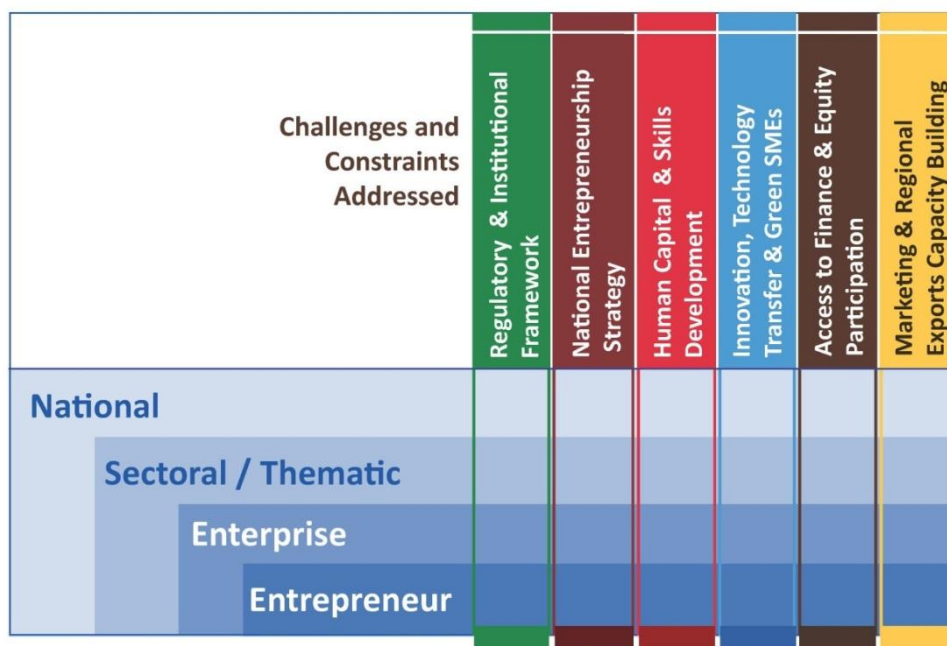 Challenges and
Constraints
Addressed
Regulatory & Institutional
Framework
National Entrepreneurship
Strategy
Human Capital & Skills
Development
Innovation, Technology
Transfer & Green SMEs
Access to Finance & Equity
Participation
Marketing & Regional
Exports Capacity Building
National
Sectoral / Thematic
Enterprise
Entrepreneur